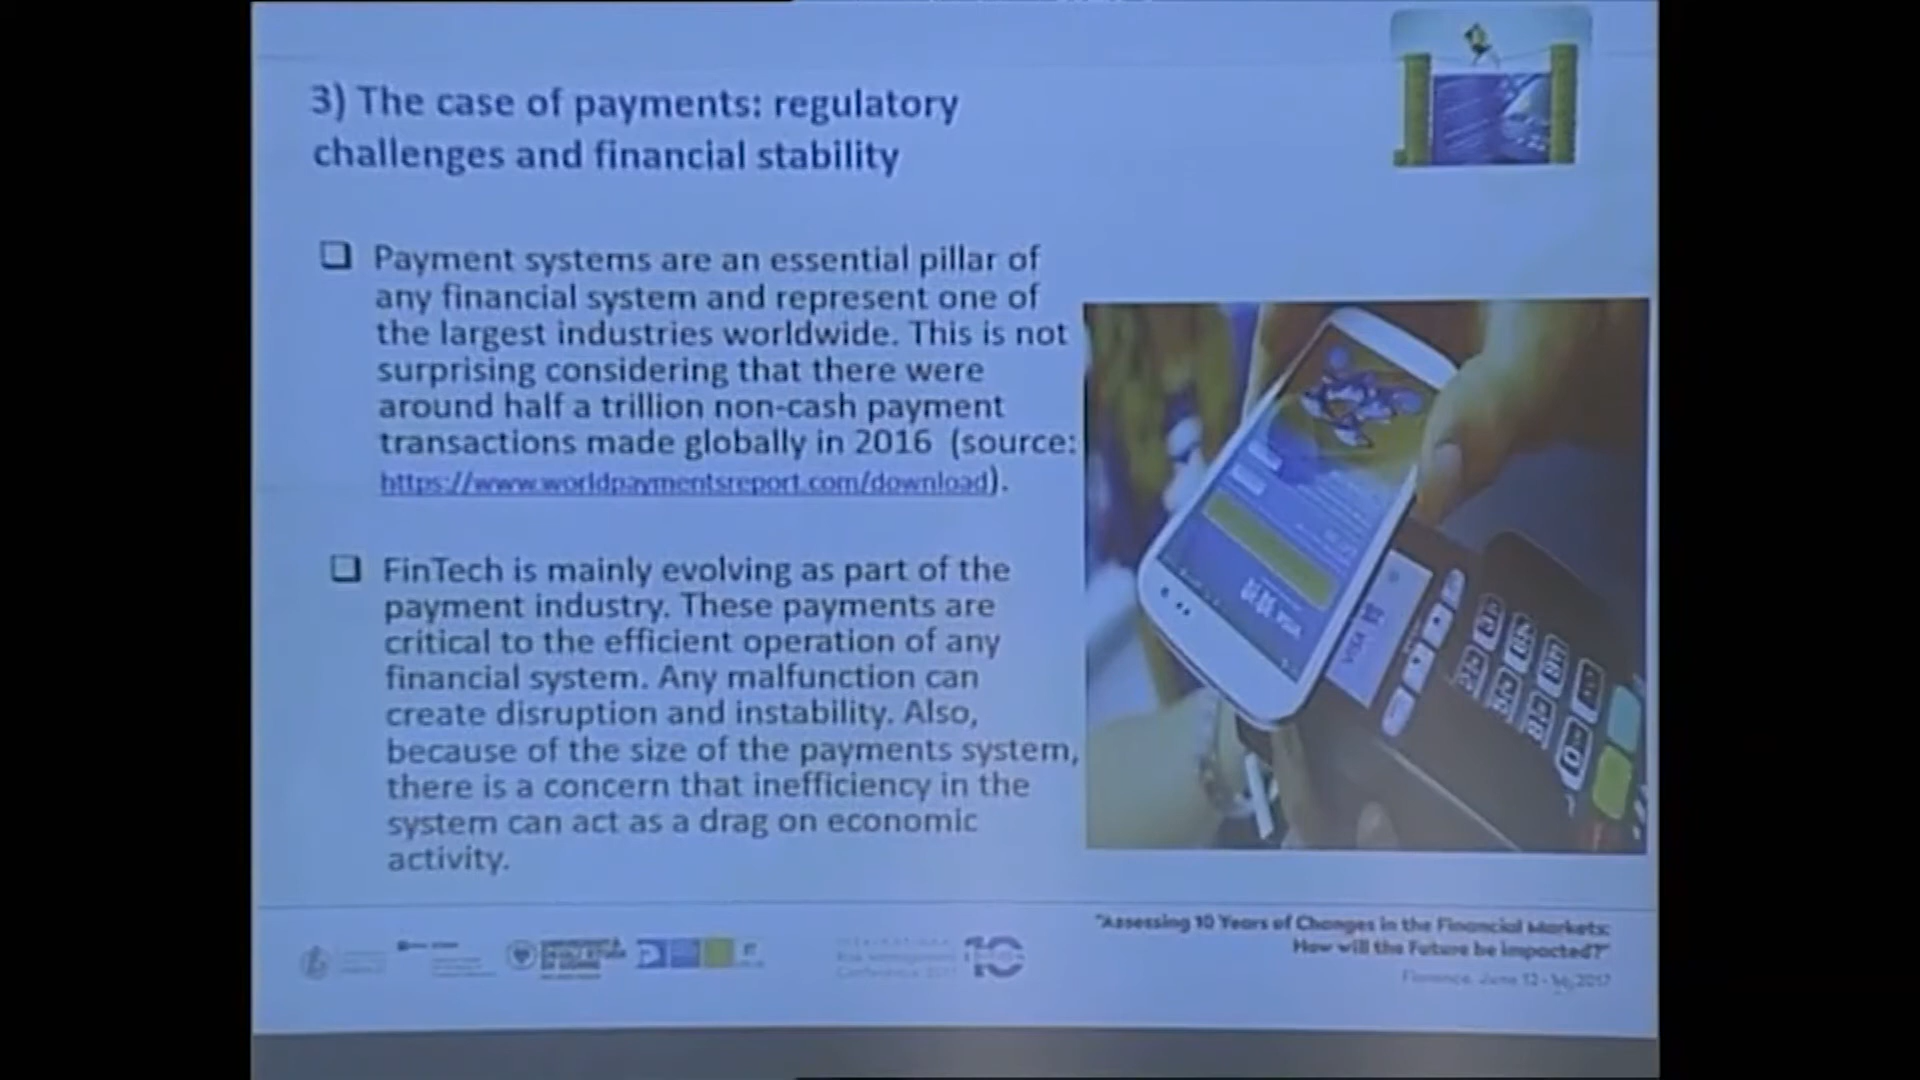 3) The case of payments: regulatory
challenges and financial stability
Payment systems are an essential pillar of
any financial system and represent one of
the largest industries worldwide. This is not
surprising considering that there were
around half a trillion non-cash payment
transactions made globally in 2016 (source:
https://www.worldpaymentsreport.com/download).
FinTech is mainly evolving as part of the
payment industry. These payments are
critical to the efficient operation of any
financial system. Any malfunction can
create disruption and instability. Also,
because of the size of the payments system,
there is a concern that inefficiency in the
system can act as a drag on economic
activity.
VISA
"Assessing 10 Years of Changes in the Financial Markets:
How will the Future be impacted?"
Florence, June 12 - 2017
10